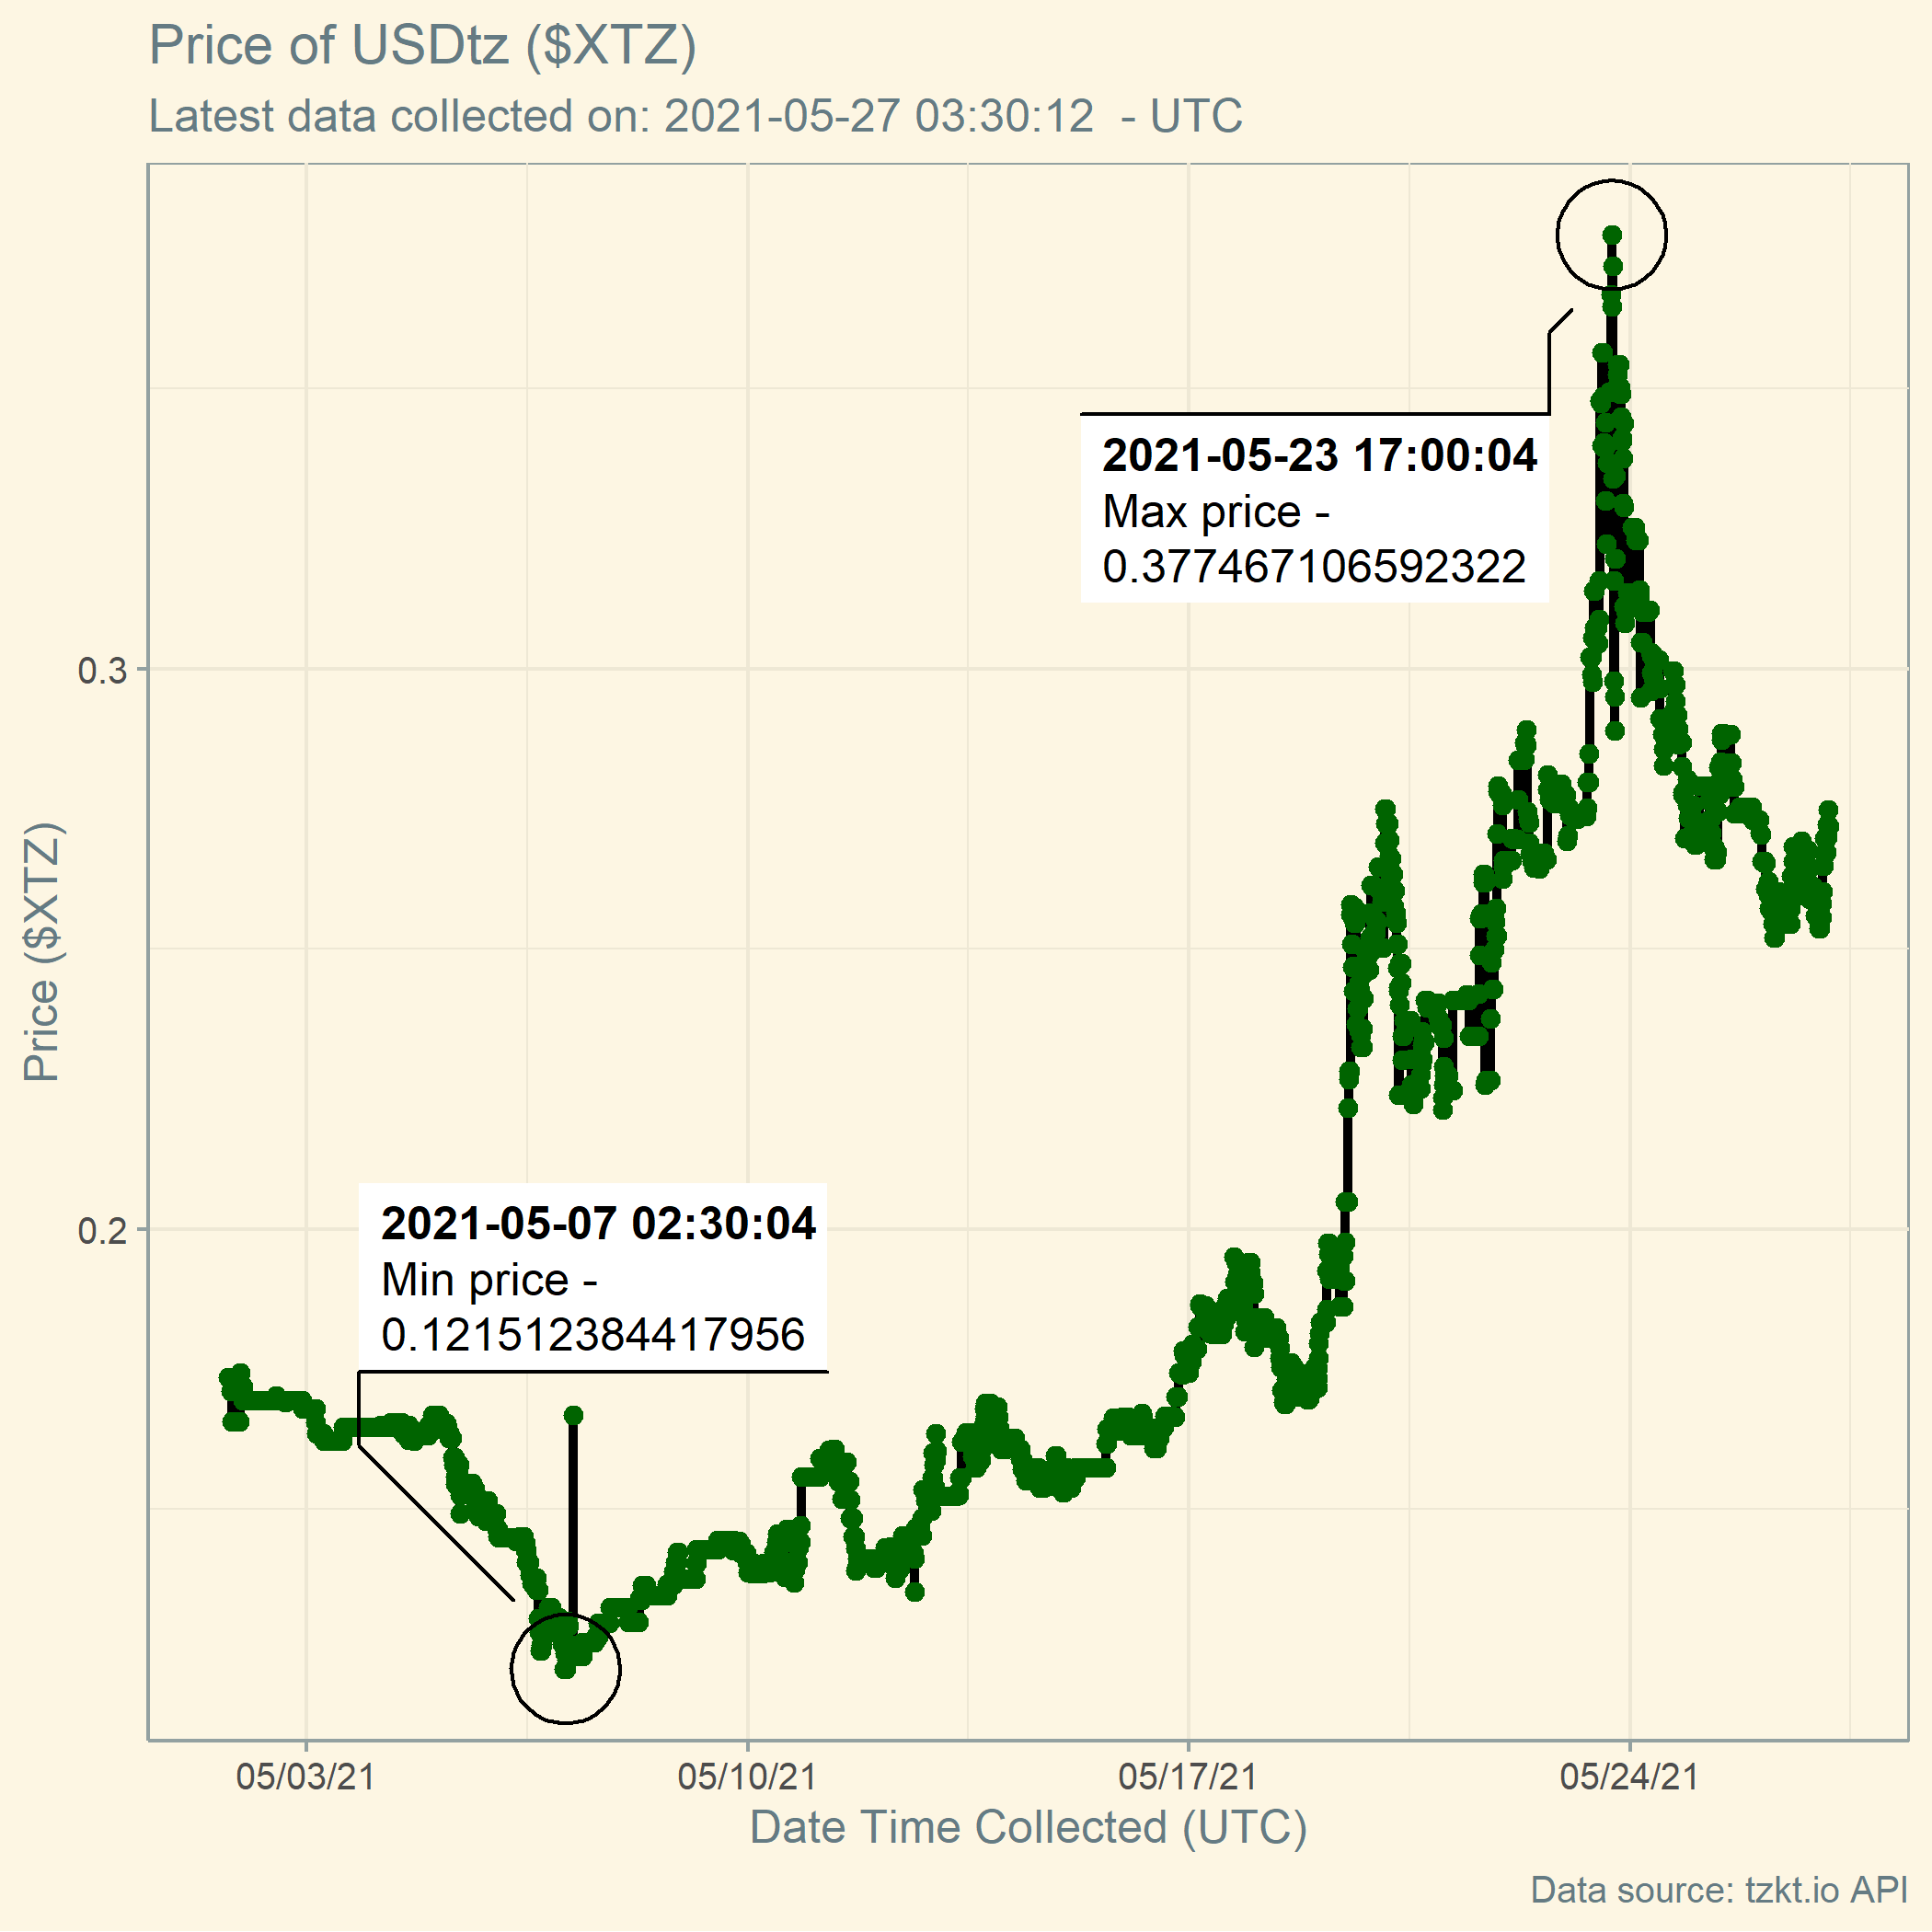 Price of USDtz ($XTZ)
Latest data collected on: 2021-05-27 03:30:12  - UTC
2021-05-23 17:00:04
Max price -
0.377467106592322
0.3
Price ($XTZ)
0.2
2021-05-07 02:30:04
Min price -
0.121512384417956
05/03/21
05/10/21
05/17/21
05/24/21
Date Time Collected (UTC)
Data source: tzkt.io API